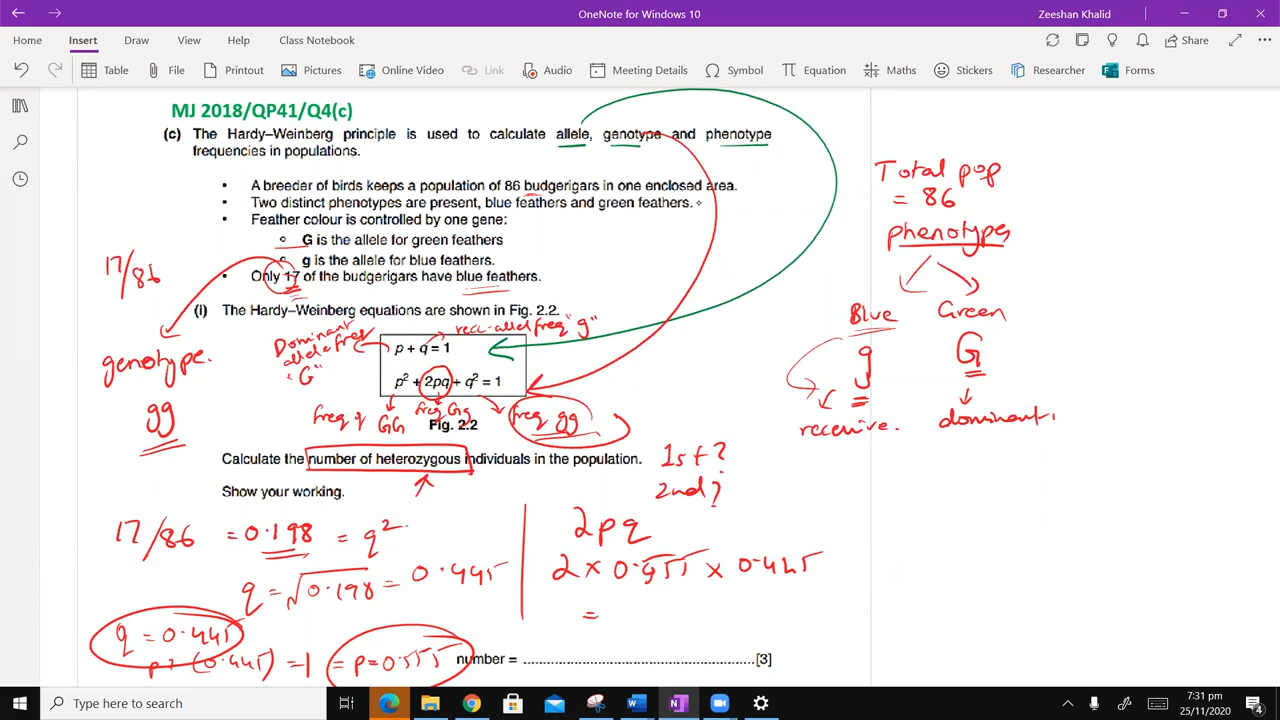 OneNote for Windows 10
Zeeshan Khalid
Home Insert Draw View Help Class Notebook Share
Table File Printout Pictures Online Video Link Audio Meeting Details Symbol Equation Maths Stickers Researcher Forms
MJ 2018/QP41/Q4(c)
(c) The Hardy–Weinberg principle is used to calculate allele, genotype and phenotype
frequencies in populations.
• A breeder of birds keeps a population of 86 budgerigars in one enclosed area.
• Two distinct phenotypes are present, blue feathers and green feathers.
• Feather colour is controlled by one gene:
G is the allele for green feathers
g is the allele for blue feathers.
• Only 17 of the budgerigars have blue feathers.
17/86
genotype.
gg
Total pop
= 86
phenotypes
Blue Green
g G
recessive. dominant.
(i) The Hardy–Weinberg equations are shown in Fig. 2.2.
Dominant
allele freq
"G"
rec. allel freq "g"
p + q = 1
p² + 2pq + q² = 1
freq of GG
freq Gg
freq gg
Fig. 2.2
Calculate the number of heterozygous individuals in the population.
1st?
2nd?
Show your working.
17/86 = 0.198 = q²
q = √0.198 = 0.445
q = 0.445
p + (0.445) = 1 = p = 0.555
2pq
2 × 0.555 × 0.445
=
number = ........................................................ [3]
Type here to search
7:31 pm
25/11/2020
4